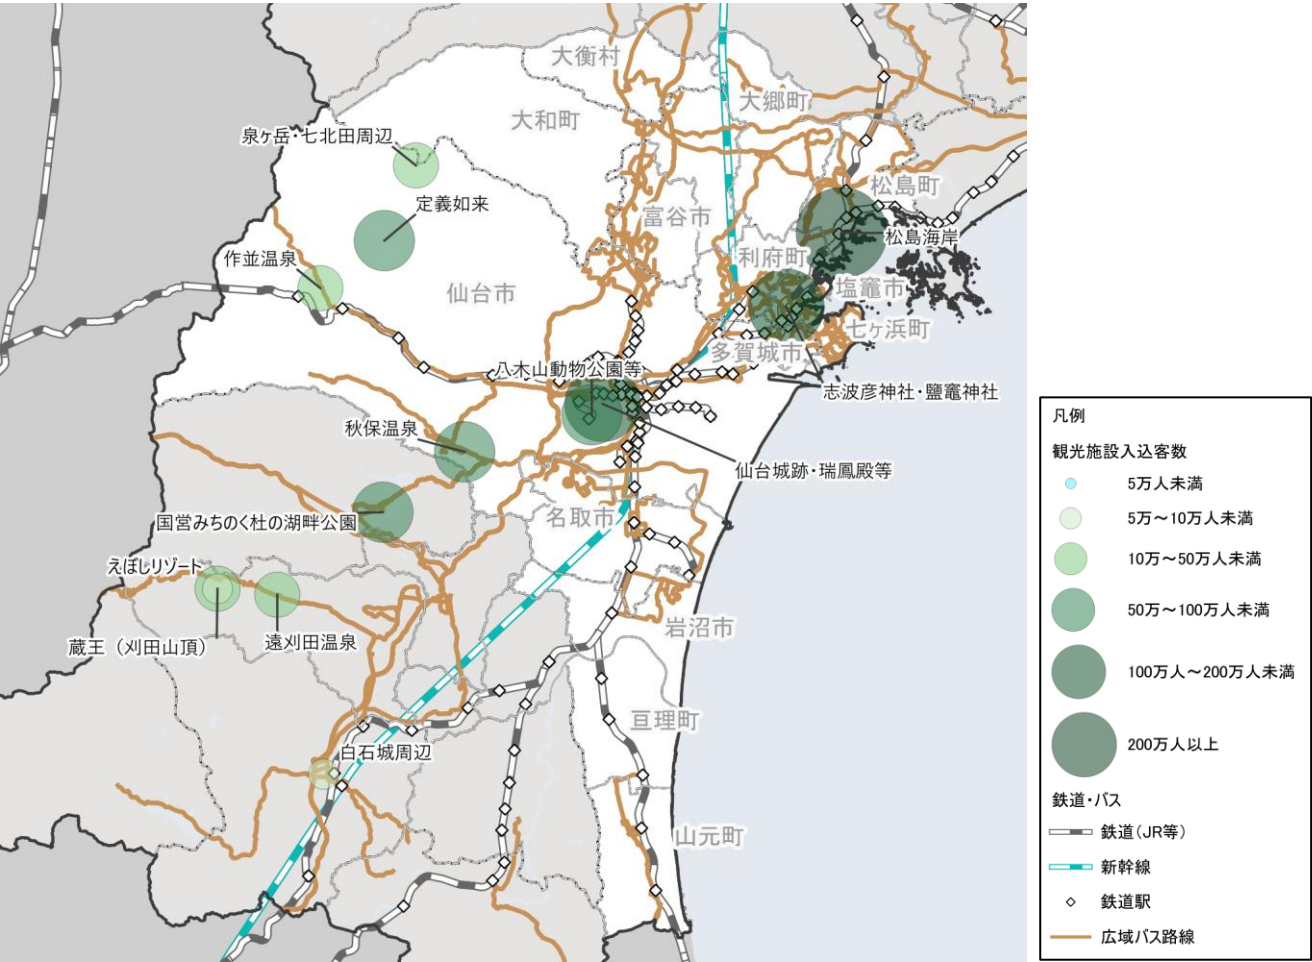 大衡村
大郷町
大和町
泉ヶ岳・七北田周辺
松島町
定義如来
富谷市
松島海岸
作並温泉
利府町
仙台市
塩竈市
七ヶ浜町
多賀城市
八木山動物公園等
志波彦神社・鹽竈神社
秋保温泉
仙台城跡・瑞鳳殿等
国営みちのく杜の湖畔公園
名取市
えぼしリゾート
岩沼市
蔵王（刈田山頂）
遠刈田温泉
亘理町
白石城周辺
山元町
凡例
観光施設入込客数
5万人未満
5万～10万人未満
10万～50万人未満
50万～100万人未満
100万人～200万人未満
200万人以上
鉄道・バス
鉄道（JR等）
新幹線
鉄道駅
広域バス路線